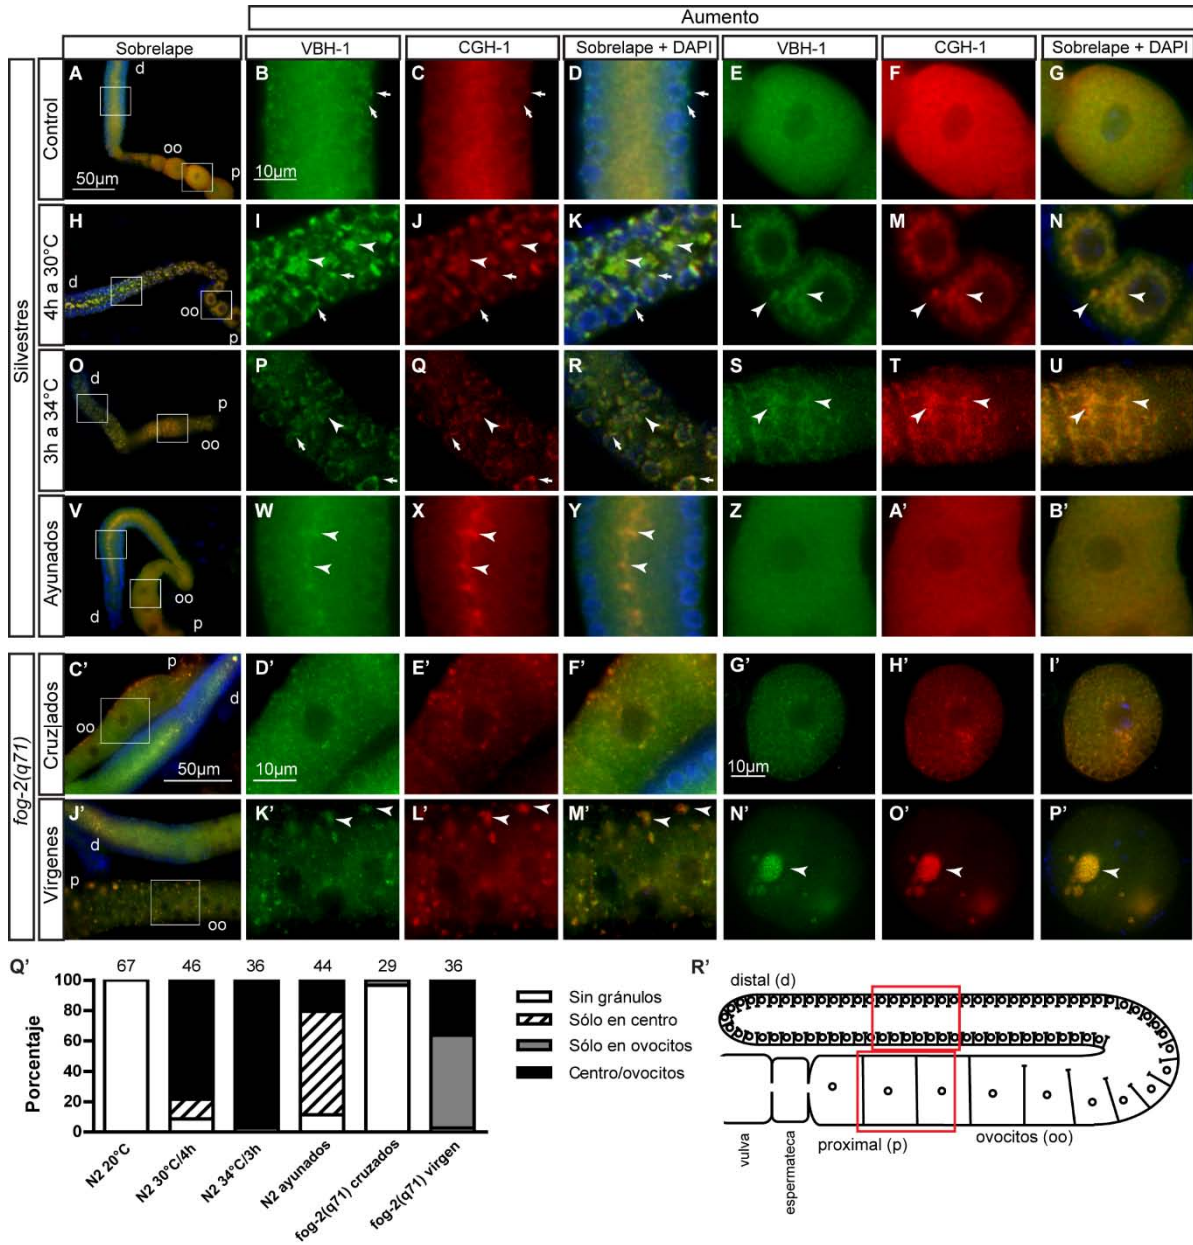 Aumento
Sobrelape
VBH-1
CGH-1
Sobrelape + DAPI
VBH-1
CGH-1
Sobrelape + DAPI
Silvestres
Control
A
d
oo
p
50µm
B
10µm
C
D
E
F
G
4h a 30°C
H
d
oo
p
I
J
K
L
M
N
3h a 34°C
O
d
p
oo
P
Q
R
S
T
U
Ayunados
V
d
oo
p
W
X
Y
Z
A’
B’
fog-2(q71)
Cruzlados
C’
p
d
oo
50µm
D’
10µm
E’
F’
G’
10µm
H’
I’
Vírgenes
J’
d
p
oo
K’
L’
M’
N’
O’
P’
Q’
67 46 36 44 29 36
Porcentaje
100
80
60
40
20
0
N2 20°C
N2 30°C/4h
N2 34°C/3h
N2 ayunados
fog-2(q71) cruzados
fog-2(q71) virgen
Sin gránulos
Sólo en centro
Sólo en ovocitos
Centro/ovocitos
R’
distal (d)
vulva
espermateca
proximal (p)
ovocitos (oo)